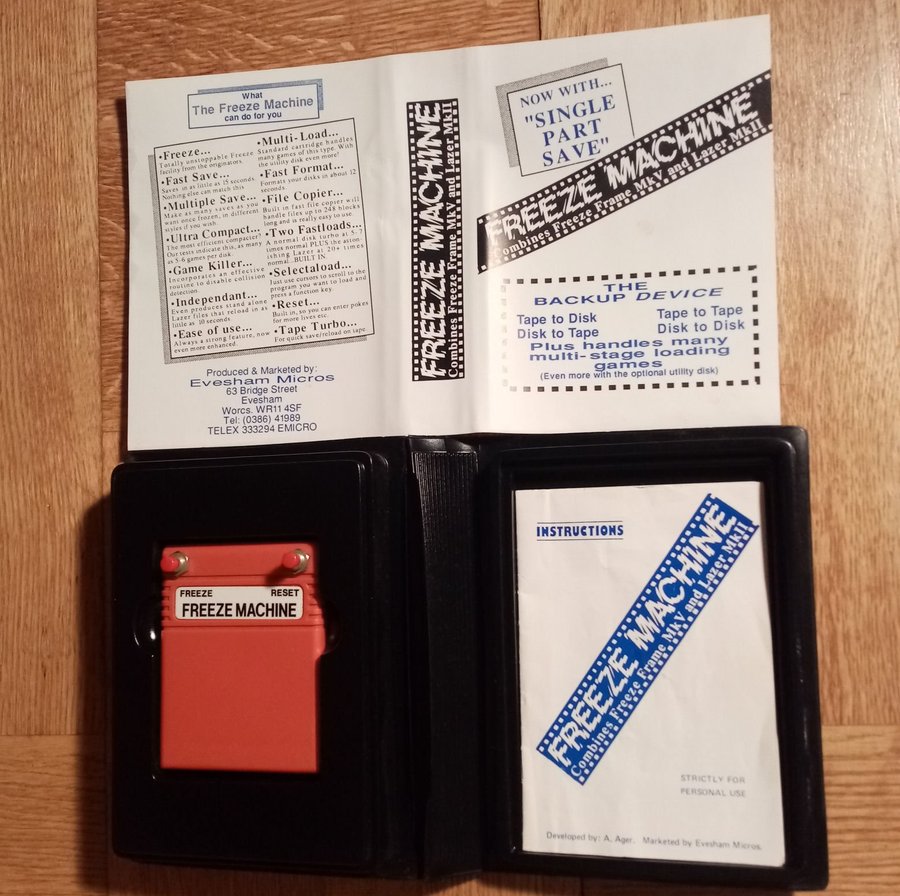 What
The Freeze Machine
can do for you
•Freeze...
Totally unstoppable Freeze
facility from the originators.
•Fast Save...
Saves in as little as 15 seconds.
Nothing else can match this.
•Multiple Save...
Make as many saves as you
want once frozen, in different
styles if you wish.
•Ultra Compact...
The most efficient compacter?
Our tests indicate this, as many
as 5-6 games per disk.
•Game Killer...
Incorporates an effective
routine to disable collision
detection.
•Independant...
Even produces stand alone
Lazer files that reload in as
little as 10 seconds.
•Ease of use...
Always a strong feature, now
even more enhanced.
•Multi-Load...
Standard cartridge handles
many games of this type. With
the utility disk even more!
•Fast Format...
Formats your disks in about 12
seconds.
•File Copier...
Built in fast file copier will
handle files up to 248 blocks
long and is really easy to use.
•Two Fastloads...
A normal disk turbo at 5-7
times normal PLUS the aston-
ishing Lazer at 20+ times
normal...BUILT IN.
•Selectaload...
Just use cursors to scroll to the
program you want to load and
press a function key.
•Reset...
Built in, so you can enter pokes
for more lives etc.
•Tape Turbo...
For quick save/reload on tape.
Produced & Marketed by:
Evesham Micros
63 Bridge Street
Evesham
Worcs. WR11 4SF
Tel: (0386) 41989
TELEX 333294 EMICRO
FREEZE MACHINE
Combines Freeze Frame MkV and Lazer MkII
NOW WITH...
"SINGLE
PART
SAVE"
FREEZE MACHINE
Combines Freeze Frame MkV and Lazer MkII
THE
BACKUP DEVICE
Tape to Disk
Tape to Tape
Disk to Tape
Disk to Disk
Plus handles many
multi-stage loading
games
(Even more with the optional utility disk)
FREEZE
RESET
FREEZE MACHINE
INSTRUCTIONS
FREEZE MACHINE
Combines Freeze Frame MkV and Lazer MkII
STRICTLY FOR
PERSONAL USE
Developed by: A. Ager. Marketed by Evesham Micros.